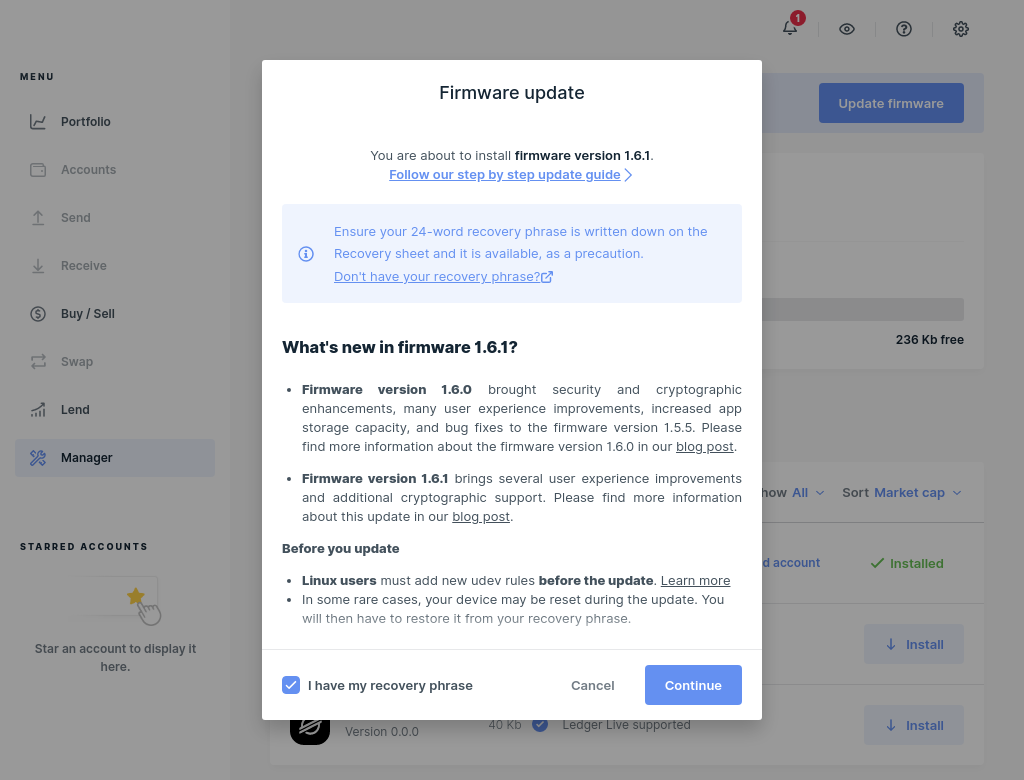 1
MENU
Portfolio
Accounts
Send
Receive
Buy / Sell
Swap
Lend
Manager
STARRED ACCOUNTS
Star an account to display it
here.
Update firmware
236 Kb free
All
Sort Market cap
account
Installed
Install
Version 0.0.0
40 Kb
Ledger Live supported
Install
Firmware update
You are about to install firmware version 1.6.1.
Follow our step by step update guide
Ensure your 24-word recovery phrase is written down on the
Recovery sheet and it is available, as a precaution.
Don't have your recovery phrase?
What's new in firmware 1.6.1?
• Firmware version 1.6.0 brought security and cryptographic
enhancements, many user experience improvements, increased app
storage capacity, and bug fixes to the firmware version 1.5.5. Please
find more information about the firmware version 1.6.0 in our blog post.
• Firmware version 1.6.1 brings several user experience improvements
and additional cryptographic support. Please find more information
about this update in our blog post.
Before you update
• Linux users must add new udev rules before the update. Learn more
• In some rare cases, your device may be reset during the update. You
will then have to restore it from your recovery phrase.
I have my recovery phrase
Cancel
Continue